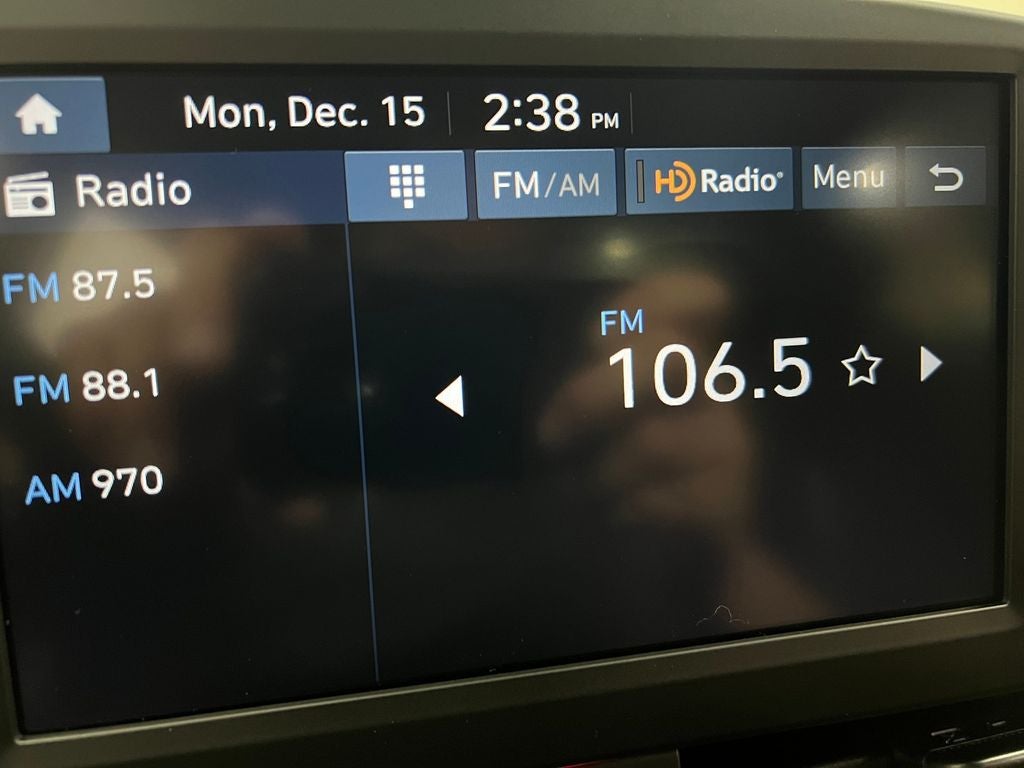 Mon, Dec. 15 2:38 PM
Radio FM/AM HD Radio® Menu
FM 87.5
FM 88.1
AM 970
FM
106.5